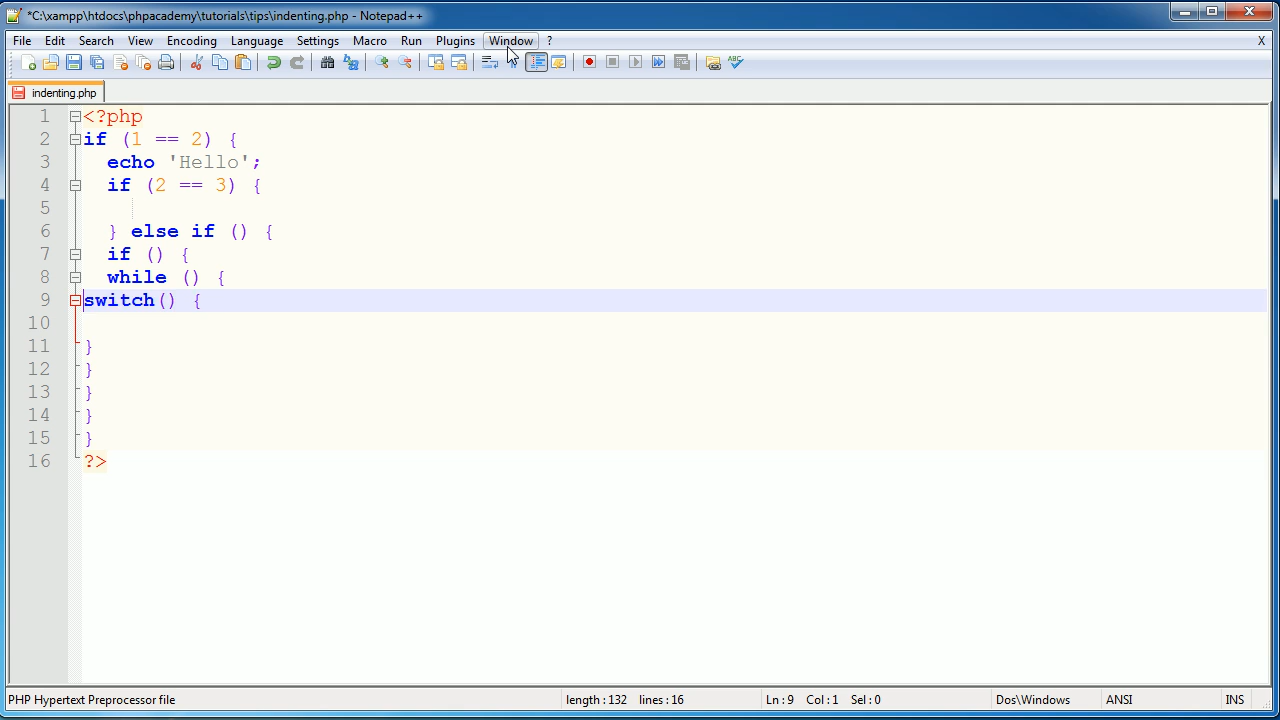 *C:\xampp\htdocs\phpacademy\tutorials\tips\indenting.php - Notepad++
File Edit Search View Encoding Language Settings Macro Run Plugins Window ? X
indenting.php
1 <?php
2 if (1 == 2) {
3 echo 'Hello';
4 if (2 == 3) {
5
6 } else if () {
7 if () {
8 while () {
9 switch() {
10
11 }
12 }
13 }
14 }
15 }
16 ?>
PHP Hypertext Preprocessor file length : 132 lines : 16 Ln : 9 Col : 1 Sel : 0 Dos\Windows ANSI INS